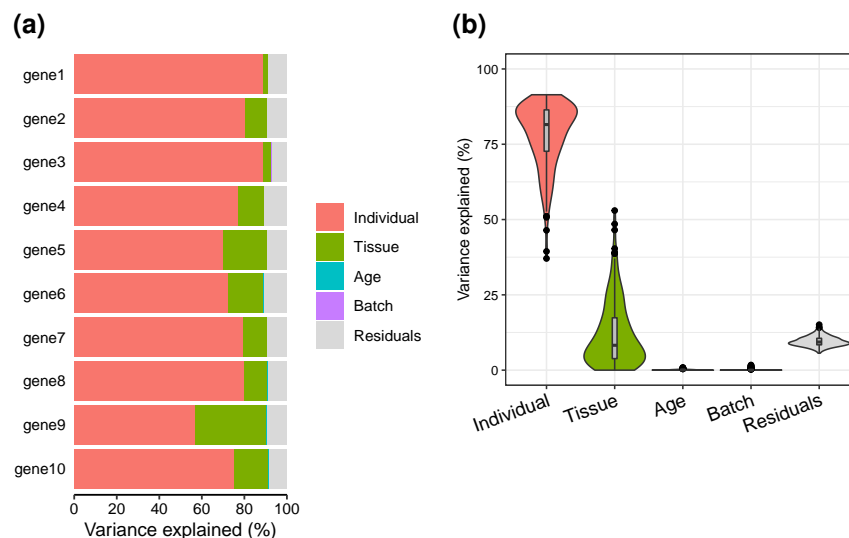 (a)
gene1
gene2
gene3
gene4
gene5
gene6
gene7
gene8
gene9
gene10
0 20 40 60 80 100
Variance explained (%)
Individual
Tissue
Age
Batch
Residuals
(b)
Variance explained (%)
100
75
50
25
0
Individual
Tissue
Age
Batch
Residuals